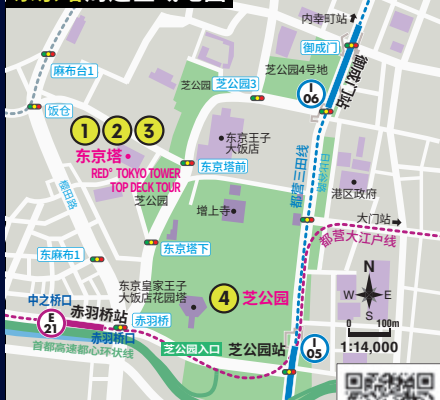 内幸町站
御成门
御成门站
麻布台1
芝公园
芝公园3
芝公园4号地
I
06
饭仓
1 2 3
东京王子
大饭店
东京塔
RED° TOKYO TOWER
TOP DECK TOUR
东京塔前
都营三田线
日比谷路
港区政府
樱田路
芝公园
增上寺
大门站
都营大江户线
东麻布1
东京塔下
东京皇家王子
大饭店花园塔
4 芝公园
N
W E
S
中之桥口
赤羽桥站
E
21
赤羽桥
赤羽桥口
首都高速都心环状线
芝公园入口
芝公园站
I
05
0 100m
1:14,000